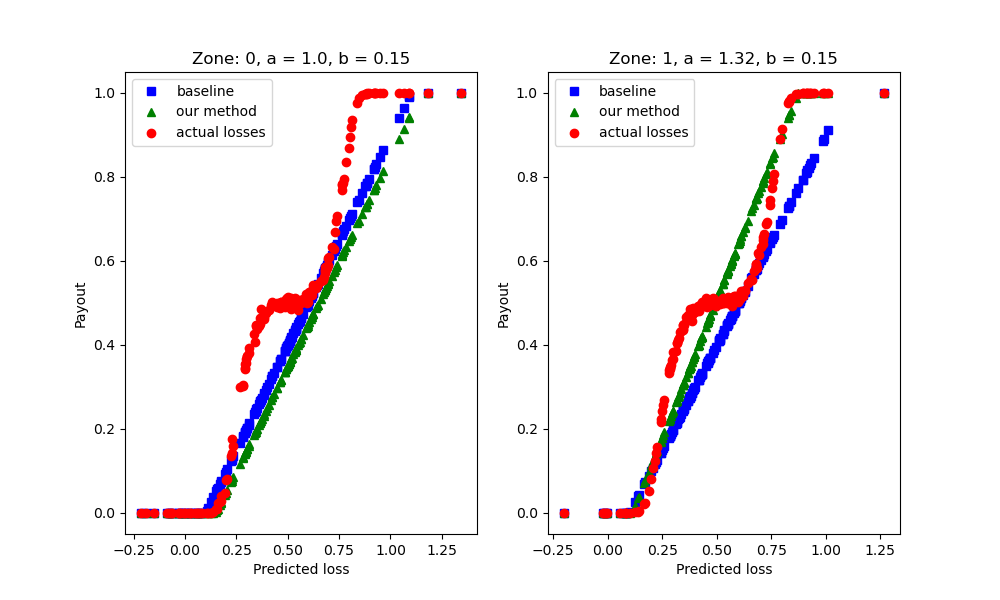 Zone: 0, a = 1.0, b = 0.15
baseline
our method
actual losses
1.0
0.8
0.6
0.4
0.2
0.0
Payout
−0.25 0.00 0.25 0.50 0.75 1.00 1.25
Predicted loss
Zone: 1, a = 1.32, b = 0.15
baseline
our method
actual losses
1.0
0.8
0.6
0.4
0.2
0.0
Payout
−0.25 0.00 0.25 0.50 0.75 1.00 1.25
Predicted loss